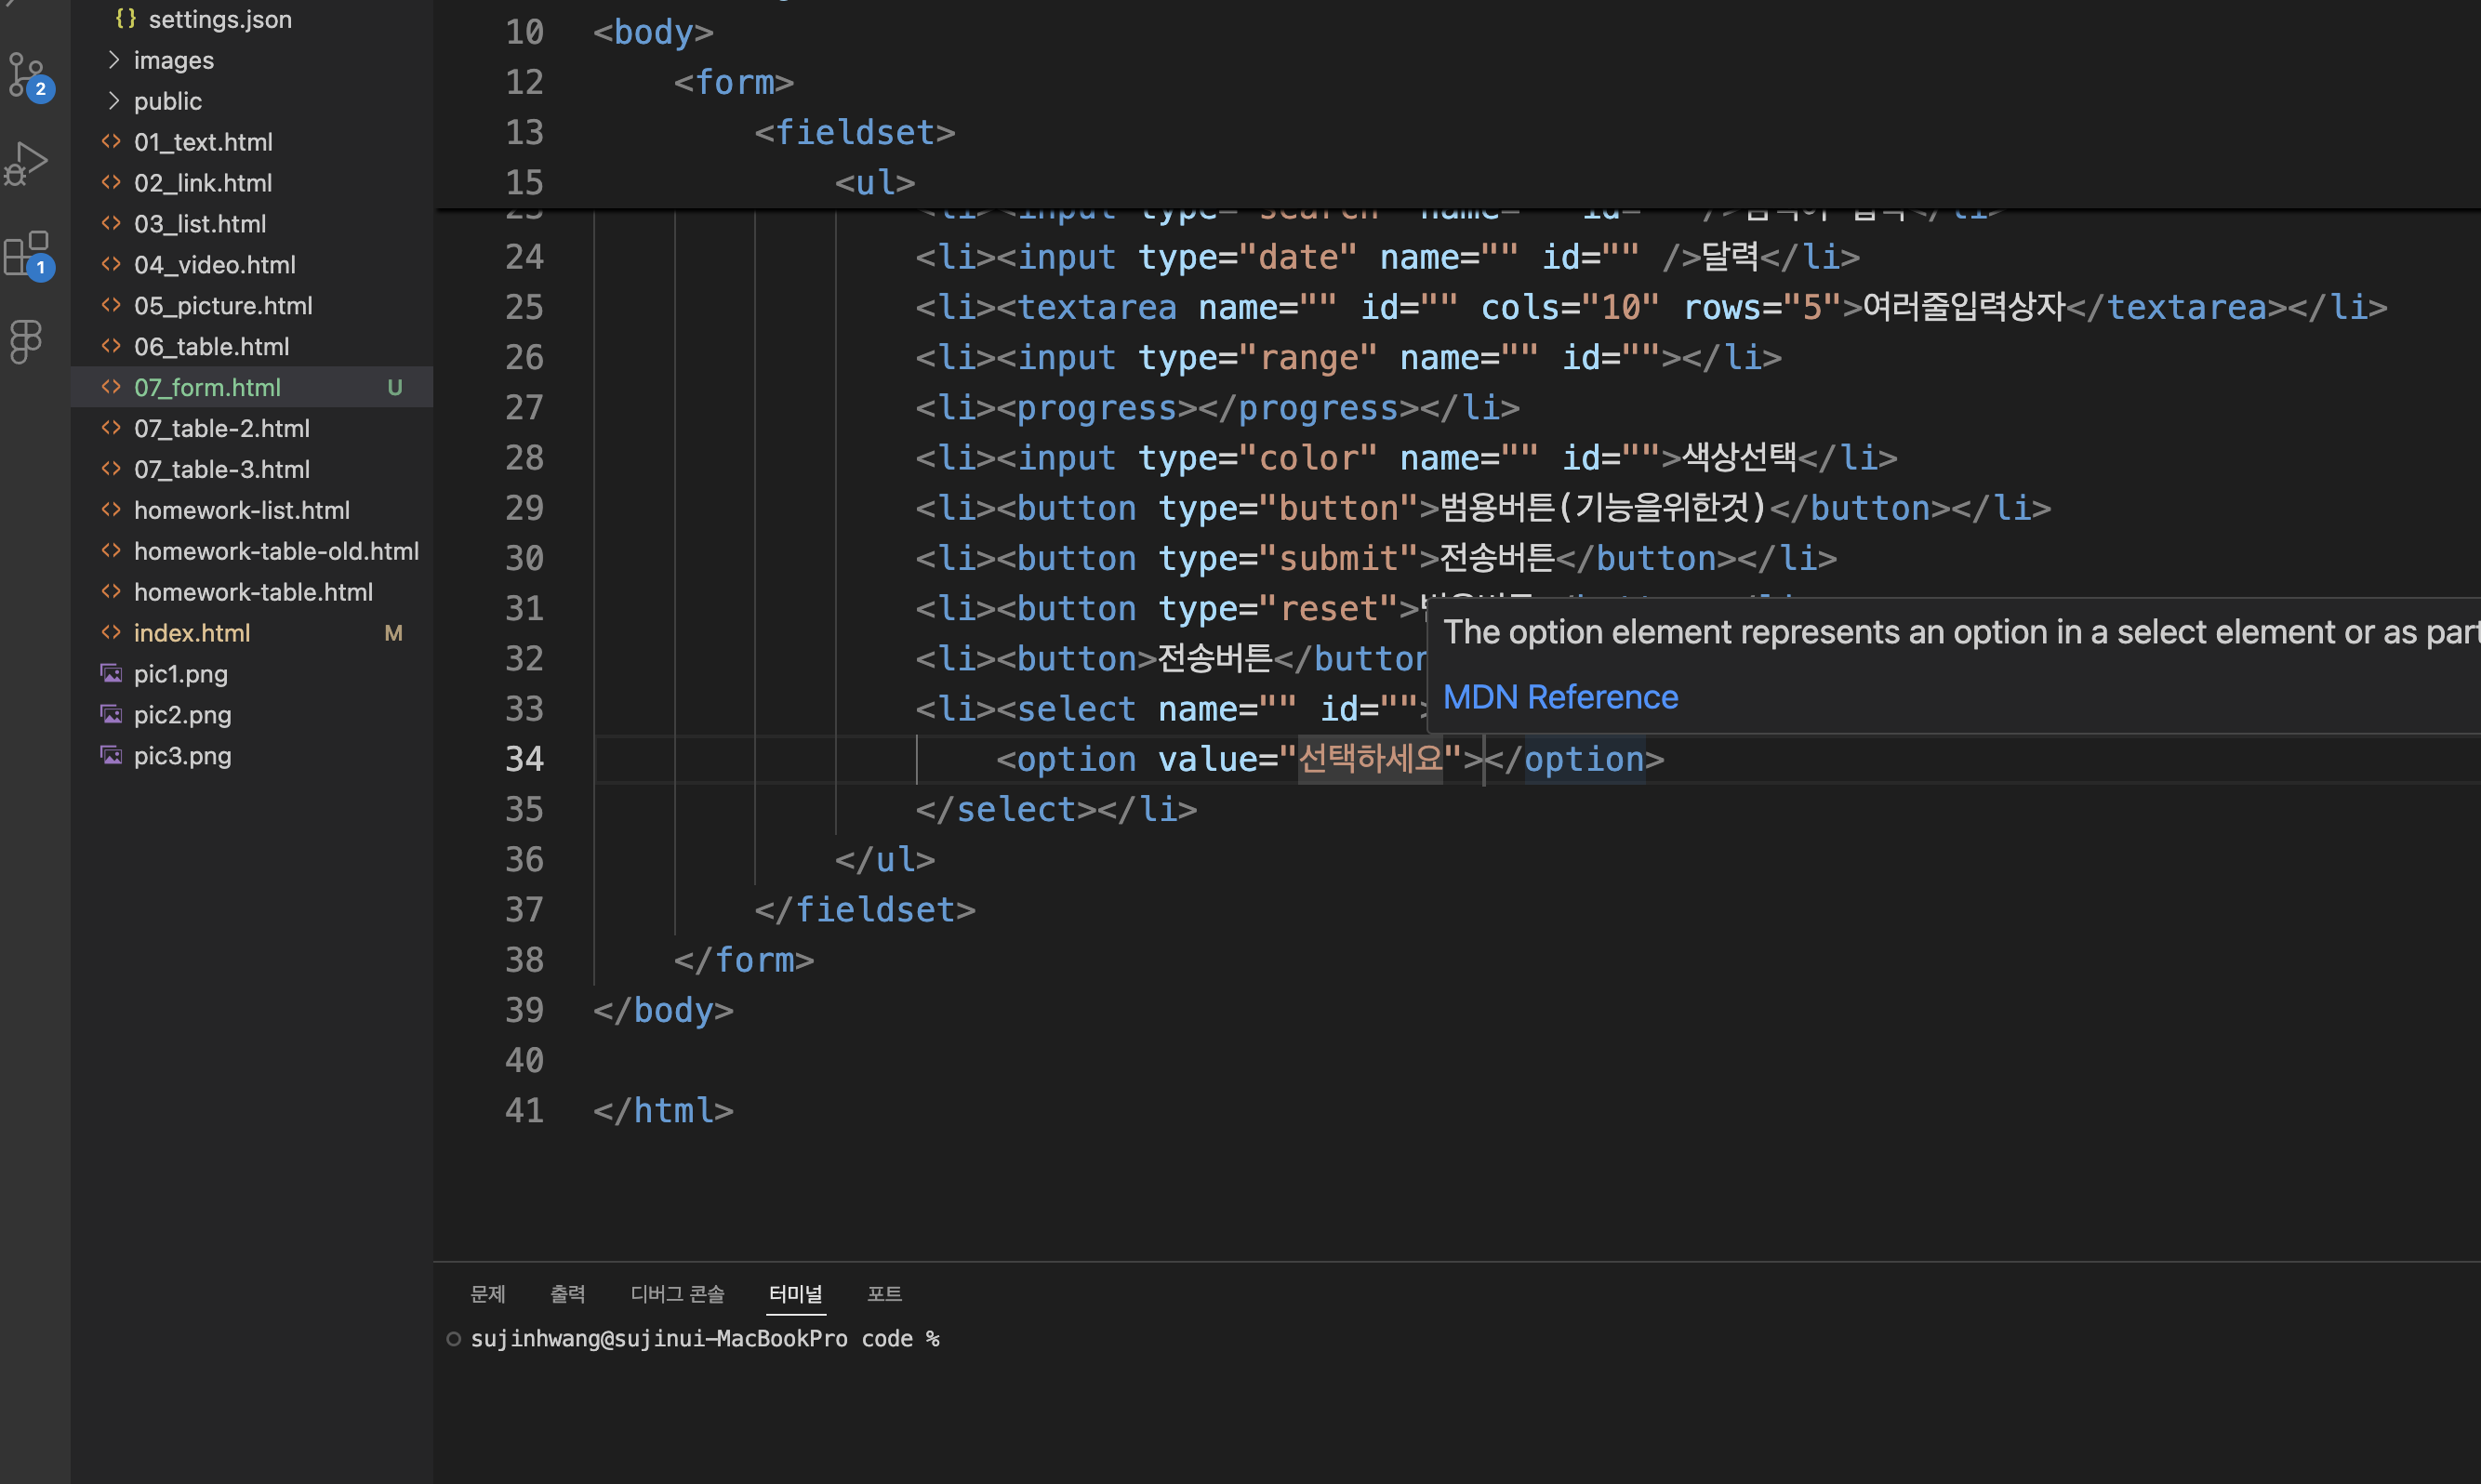 settings.json
images
public
01_text.html
02_link.html
03_list.html
04_video.html
05_picture.html
06_table.html
07_form.html U
07_table-2.html
07_table-3.html
homework-list.html
homework-table-old.html
homework-table.html
index.html M
pic1.png
pic2.png
pic3.png
2
1
10 <body>
12 <form>
13 <fieldset>
15 <ul>
<li><input type="search" name="" id="" />
24 <li><input type="date" name="" id="" />달력</li>
25 <li><textarea name="" id="" cols="10" rows="5">여러줄입력상자</textarea></li>
26 <li><input type="range" name="" id=""></li>
27 <li><progress></progress></li>
28 <li><input type="color" name="" id="">색상선택</li>
29 <li><button type="button">범용버튼(기능을위한것)</button></li>
30 <li><button type="submit">전송버튼</button></li>
31 <li><button type="reset">
32 <li><button>전송버튼</button
33 <li><select name="" id="">
The option element represents an option in a select element or as part
MDN Reference
34 <option value="선택하세요"></option>
35 </select></li>
36 </ul>
37 </fieldset>
38 </form>
39 </body>
40
41 </html>
문제 출력 디버그 콘솔 터미널 포트
sujinhwang@sujinui-MacBookPro code %